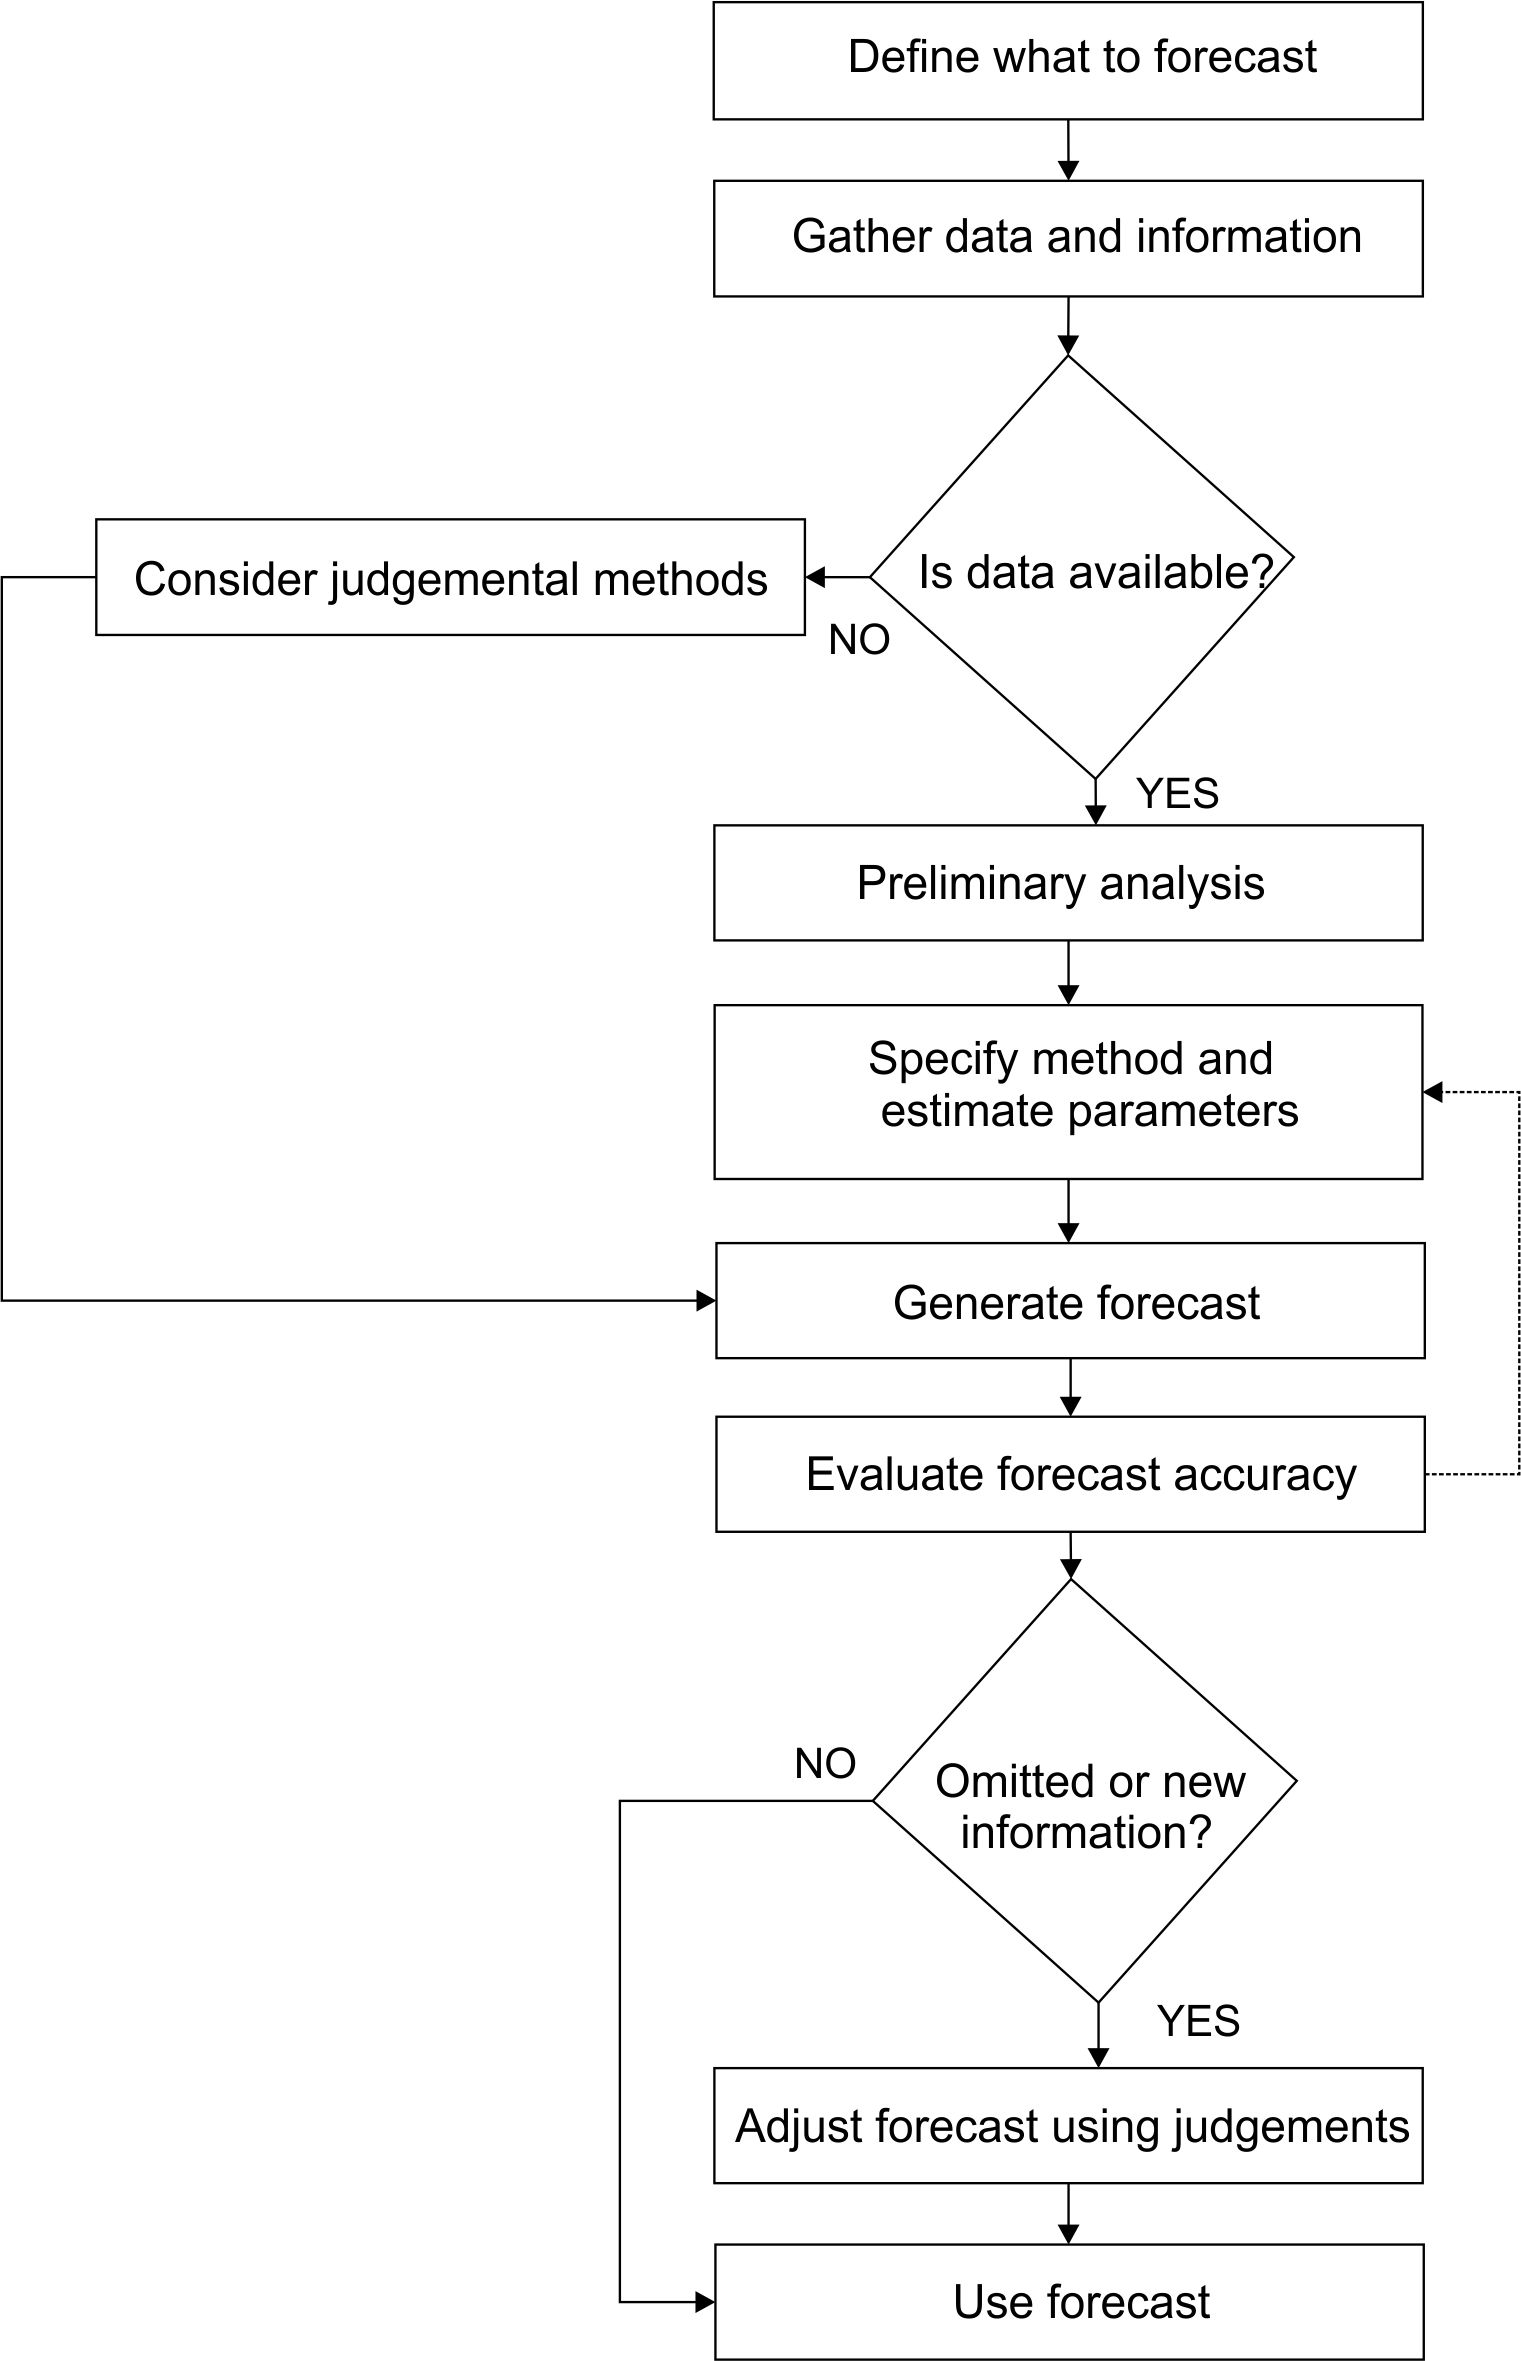 Define what to forecast
Gather data and information
Is data available?
Consider judgemental methods
NO
YES
Preliminary analysis
Specify method and
estimate parameters
Generate forecast
Evaluate forecast accuracy
NO
Omitted or new
information?
YES
Adjust forecast using judgements
Use forecast